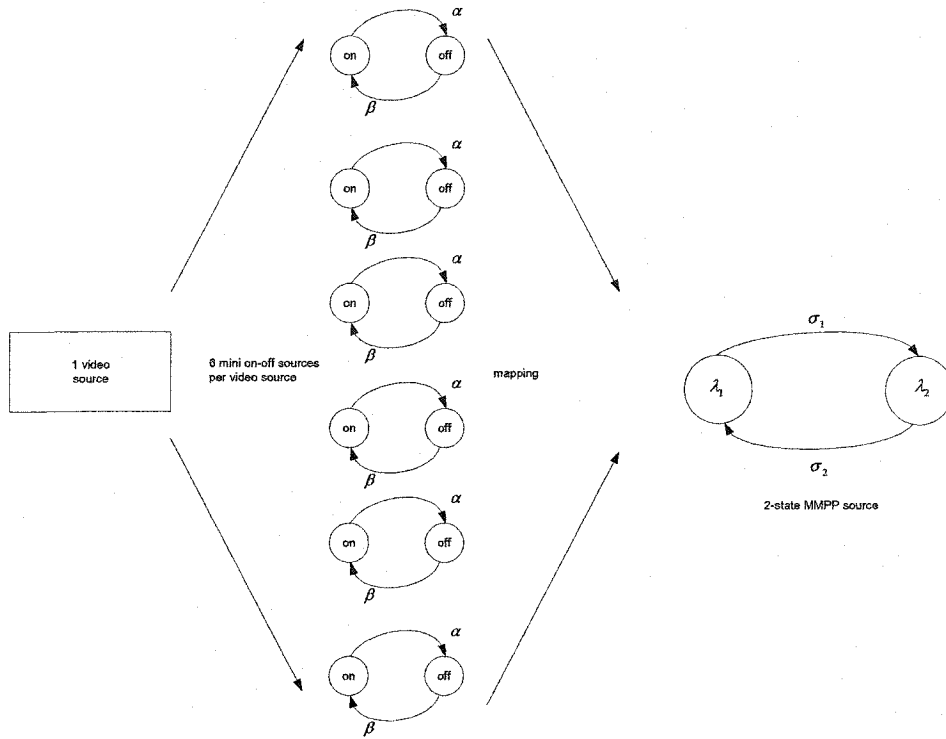 α
on off
β
α
on off
β
α
on off
β
1 video
source
6 mini on-off sources
per video source
mapping
σ₁
λ₁ λ₂
σ₂
2-state MMPP source
α
on off
β
α
on off
β
α
on off
β